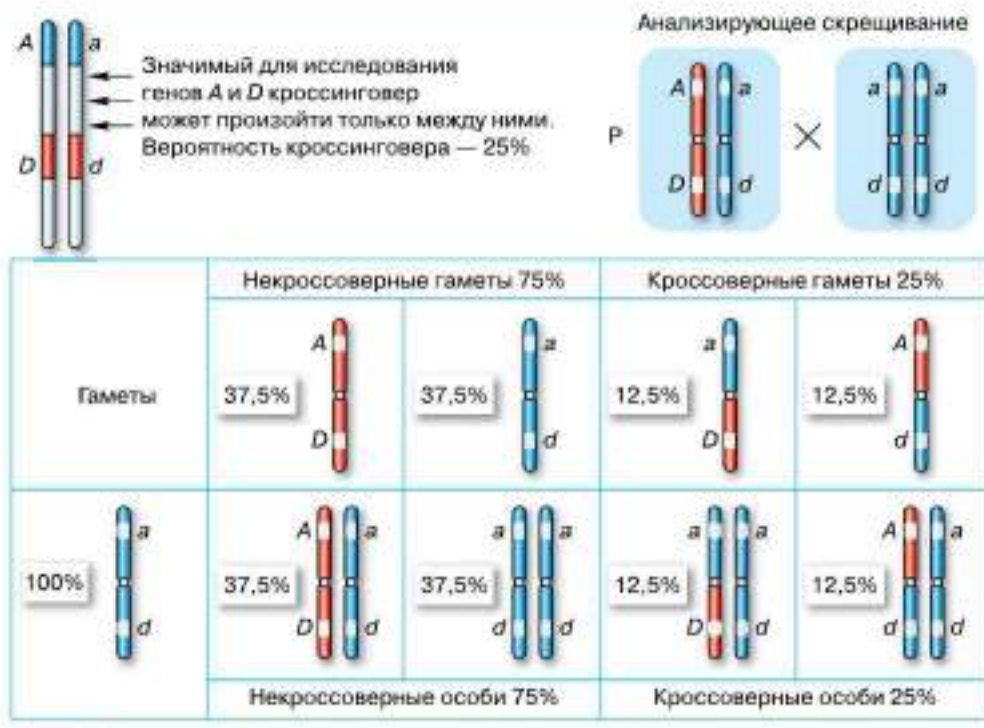 A a
Значимый для исследования
генов A и D кроссинговер
может произойти только между ними.
Вероятность кроссинговера — 25%
D d
Анализирующее скрещивание
P
A a
D d
×
a a
d d
Некроссоверные гаметы 75%
Кроссоверные гаметы 25%
Гаметы
37,5%
A
D
37,5%
a
d
12,5%
a
D
12,5%
A
d
100%
a
d
37,5%
A a
D d
37,5%
a a
d d
12,5%
a a
D d
12,5%
A a
d d
Некроссоверные особи 75%
Кроссоверные особи 25%